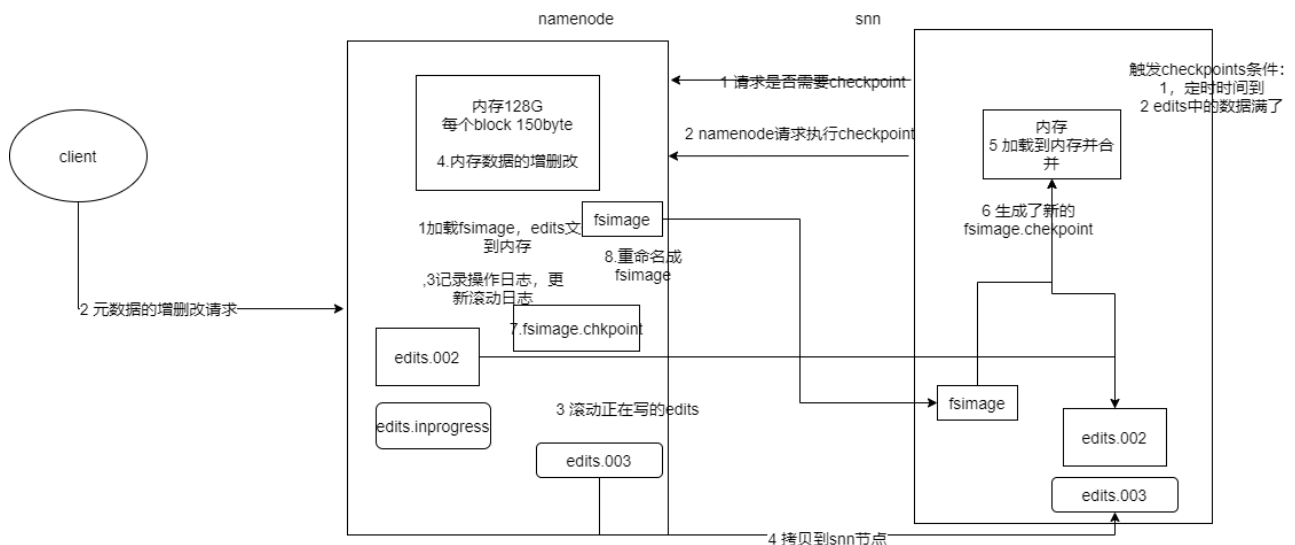 namenode
snn
触发checkpoints条件：
1，定时时间到
2 edits中的数据满了
1 请求是否需要checkpoint
内存128G
每个block 150byte
4.内存数据的增删改
client
2 namenode请求执行checkpoint
内存
5 加载到内存并合
并
fsimage
1加载fsimage，edits文
到内存
6 生成了新的
fsimage.chekpoint
8.重命名成
fsimage
,3记录操作日志，更
新滚动日志
2 元数据的增删改请求
7.fsimage.chkpoint
edits.002
fsimage
3 滚动正在写的edits
edits.inprogress
edits.002
edits.003
edits.003
4 拷贝到snn节点